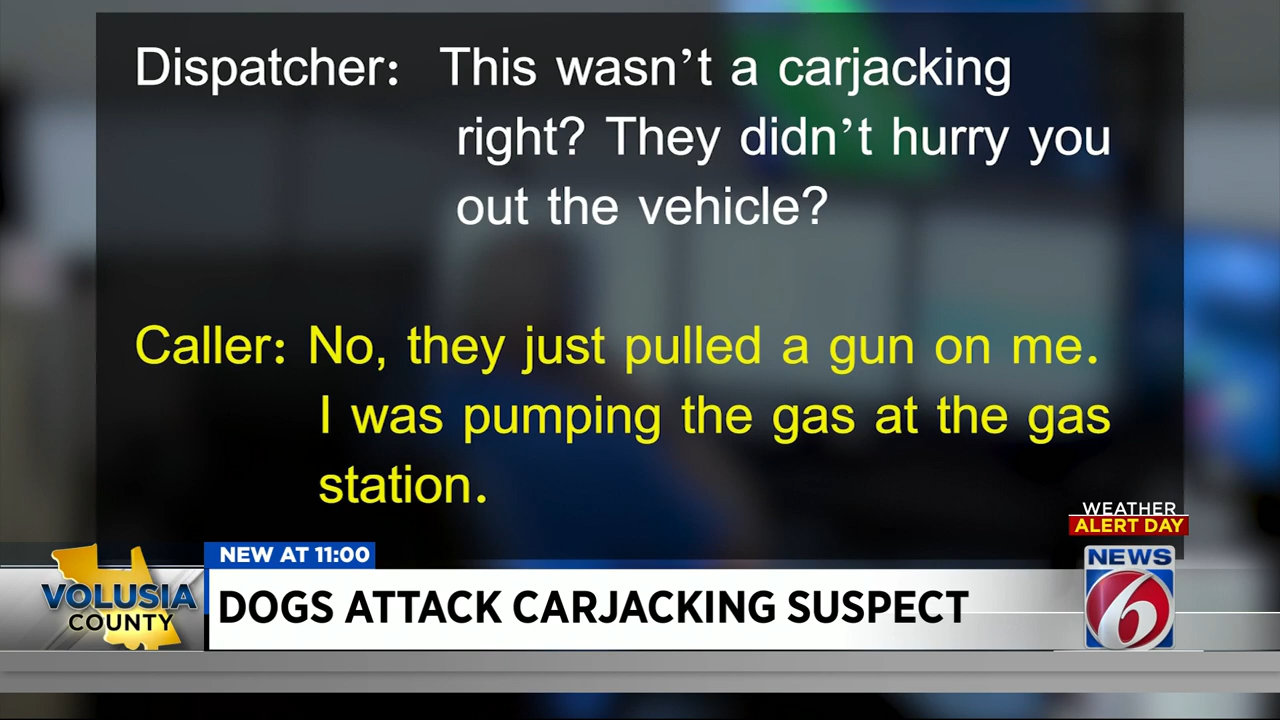 Dispatcher: This wasn’t a carjacking
right? They didn’t hurry you
out the vehicle?
Caller: No, they just pulled a gun on me.
I was pumping the gas at the gas
station.
WEATHER
ALERT DAY
NEWS
6
NEW AT 11:00
VOLUSIA
COUNTY
DOGS ATTACK CARJACKING SUSPECT